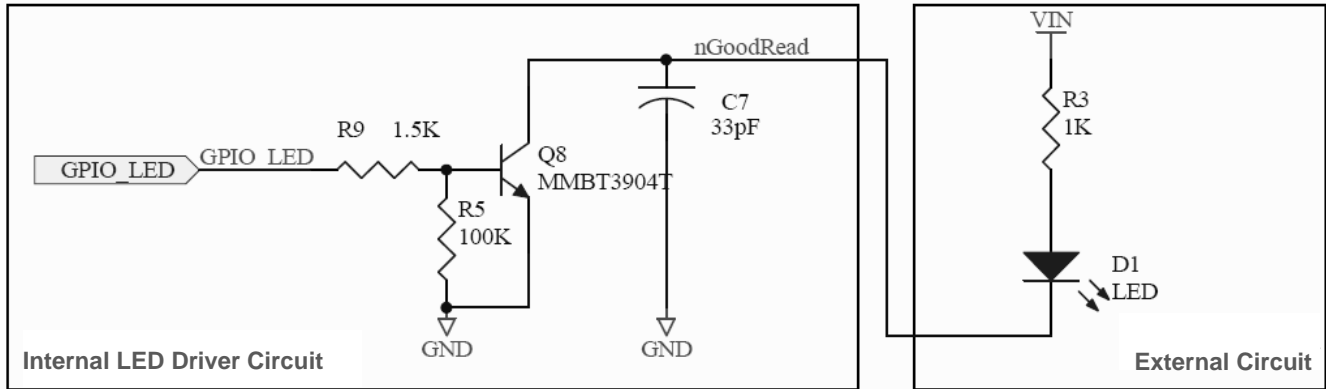 VIN
nGoodRead
R3
1K
C7
33pF
R9 1.5K
GPIO_LED
GPIO_LED
Q8
MMBT3904T
R5
100K
D1
LED
GND
GND
Internal LED Driver Circuit
External Circuit